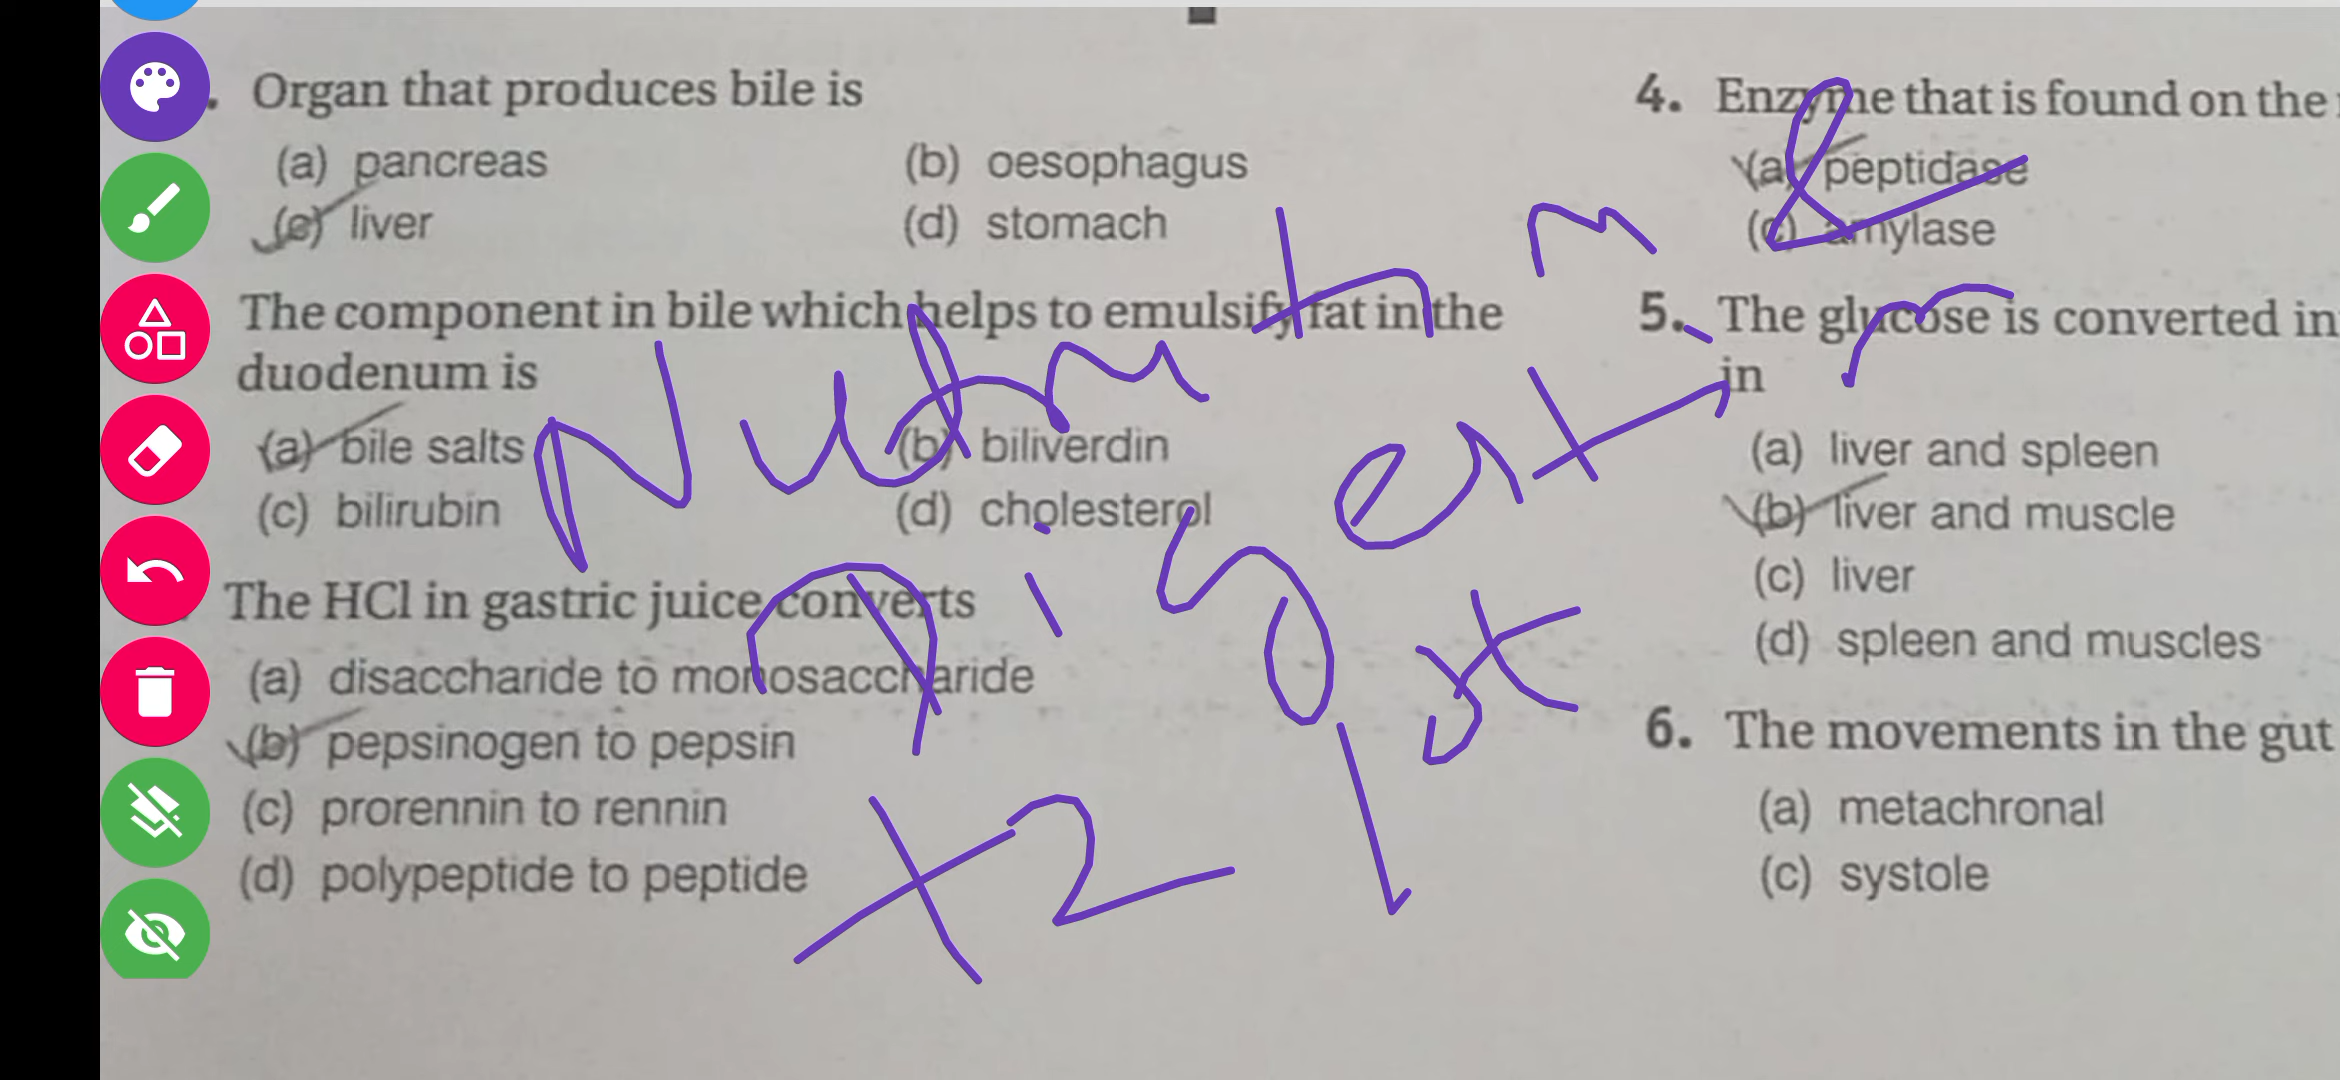 Organ that produces bile is
(a) pancreas
(b) oesophagus
(c) liver
(d) stomach
The component in bile which helps to emulsify fat in the
duodenum is
(a) bile salts
(b) biliverdin
(c) bilirubin
(d) cholesterol
The HCl in gastric juice converts
(a) disaccharide to monosaccharide
(b) pepsinogen to pepsin
(c) prorennin to rennin
(d) polypeptide to peptide
4. Enzyme that is found on the
(a) peptidase
(c) amylase
5. The glucose is converted in
in
(a) liver and spleen
(b) liver and muscle
(c) liver
(d) spleen and muscles
6. The movements in the gut
(a) metachronal
(c) systole
+2